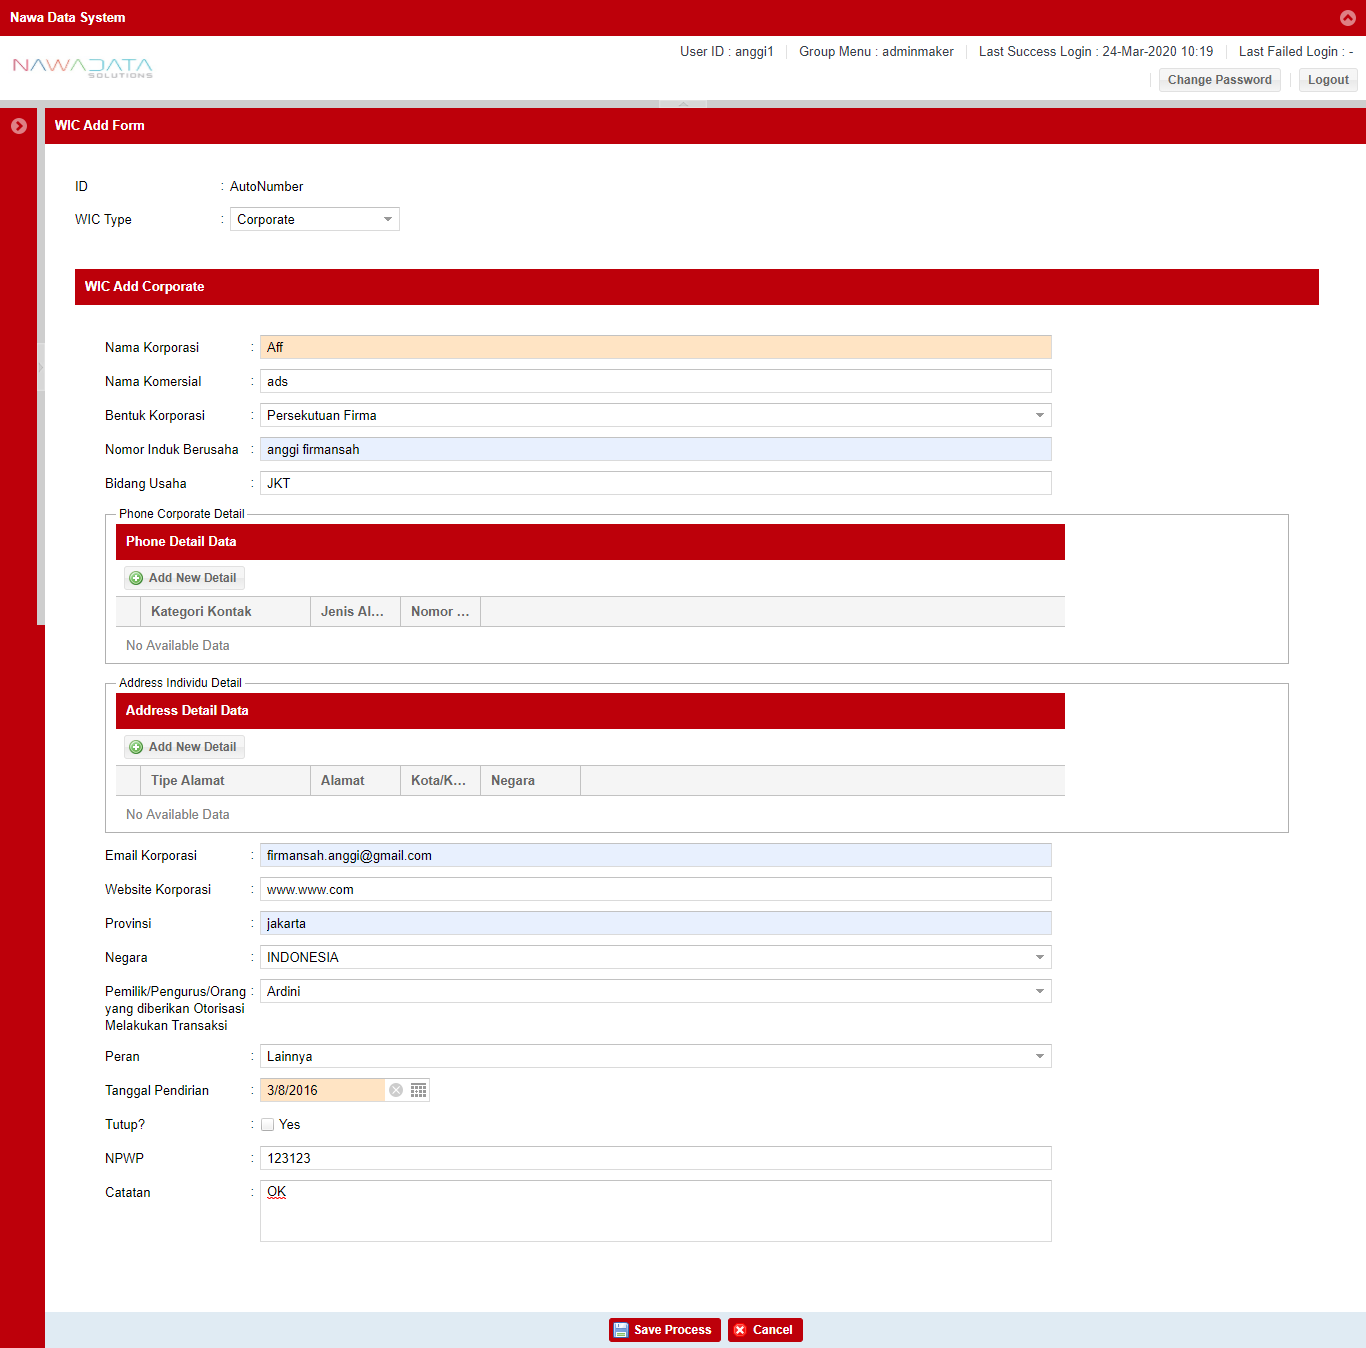 Nawa Data System
NAWADATA
SOLUTIONS
User ID : anggi1
Group Menu : adminmaker
Last Success Login : 24-Mar-2020 10:19
Last Failed Login : -
Change Password
Logout
WIC Add Form
ID : AutoNumber
WIC Type : Corporate
WIC Add Corporate
Nama Korporasi : Aff
Nama Komersial : ads
Bentuk Korporasi : Persekutuan Firma
Nomor Induk Berusaha : anggi firmansah
Bidang Usaha : JKT
Phone Corporate Detail
Phone Detail Data
Add New Detail
Kategori Kontak Jenis Al... Nomor ...
No Available Data
Address Individu Detail
Address Detail Data
Add New Detail
Tipe Alamat Alamat Kota/K... Negara
No Available Data
Email Korporasi : firmansah.anggi@gmail.com
Website Korporasi : www.www.com
Provinsi : jakarta
Negara : INDONESIA
Pemilik/Pengurus/Orang : Ardini
yang diberikan Otorisasi
Melakukan Transaksi
Peran : Lainnya
Tanggal Pendirian : 3/8/2016
Tutup? : Yes
NPWP : 123123
Catatan : OK
Save Process
Cancel